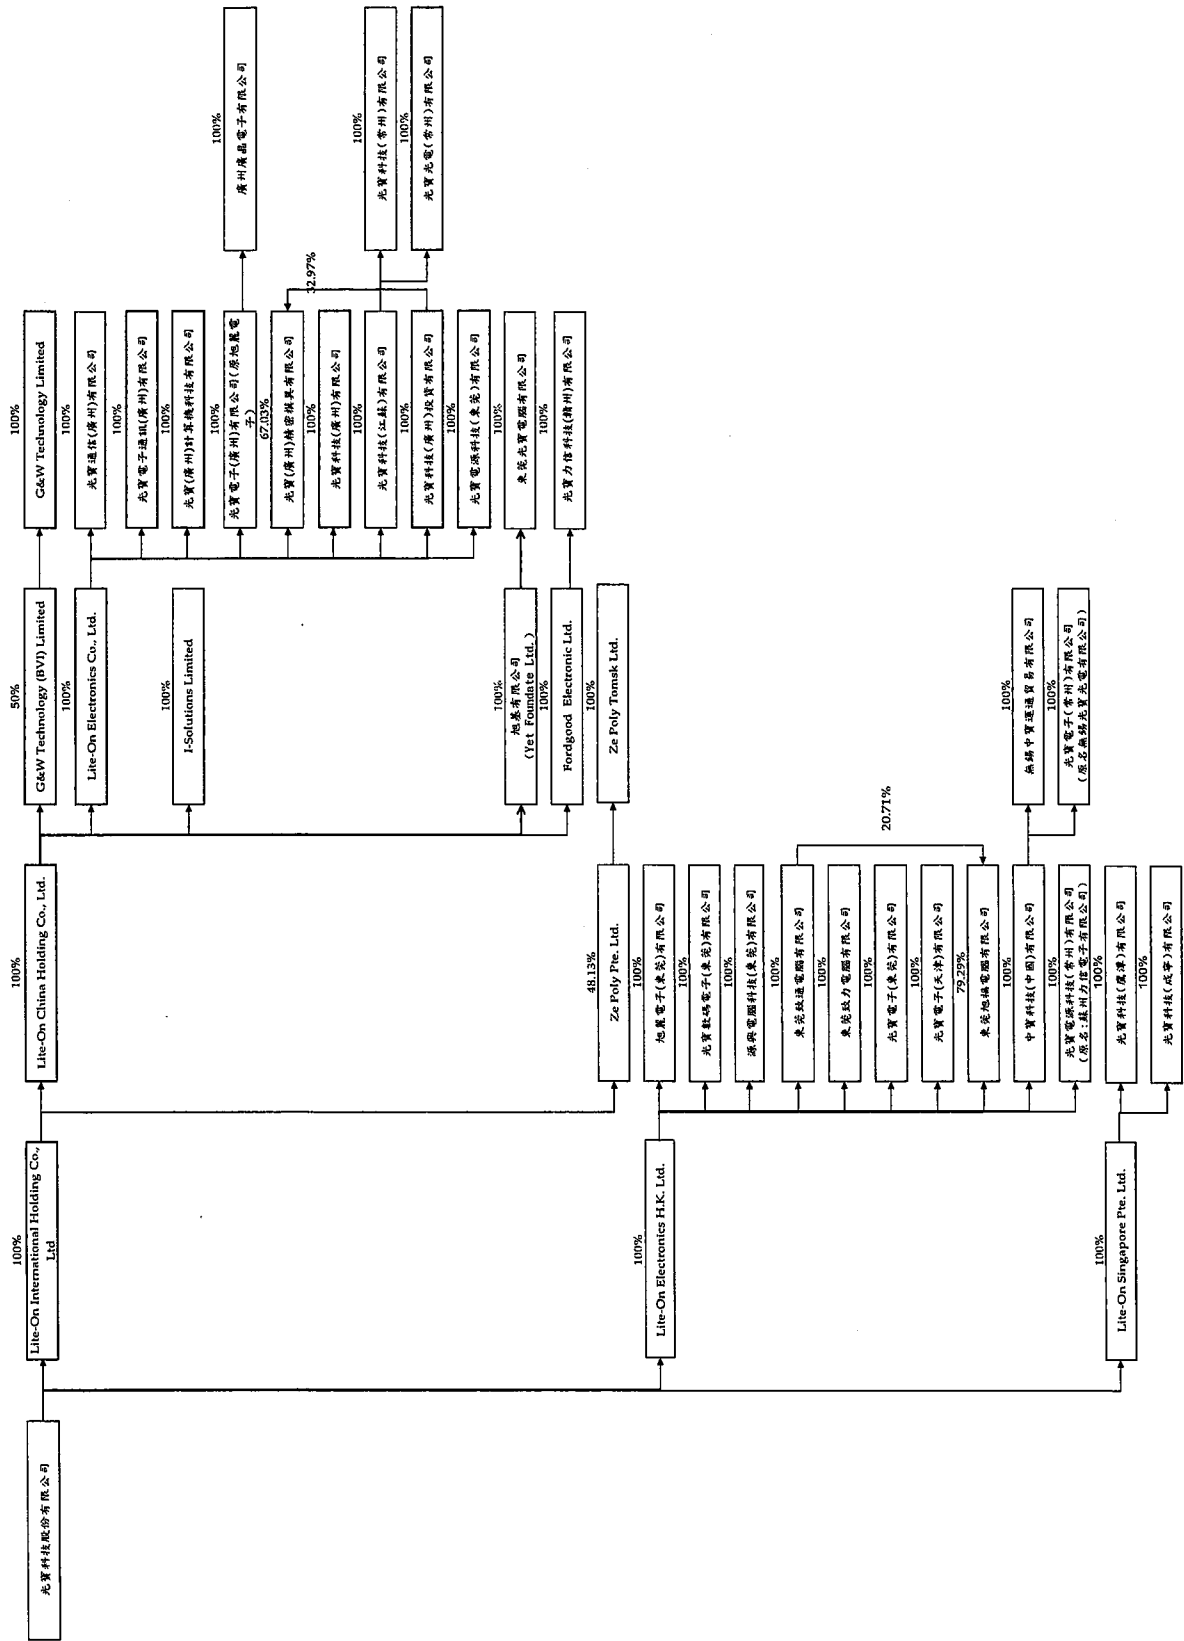 光寶科技股份有限公司
100%
Lite-On International Holding Co.,
Ltd
100%
Lite-On Electronics H.K. Ltd.
100%
Lite-On Singapore Pte. Ltd.
100%
Lite-On China Holding Co., Ltd.
48.13%
Ze Poly Pte. Ltd.
100%
旭麗電子(東莞)有限公司
100%
光寶數碼電子(東莞)有限公司
100%
源興電腦科技(東莞)有限公司
100%
東莞致通電腦有限公司
100%
東莞致力電腦有限公司
100%
光寶電子(東莞)有限公司
100%
光寶電子(天津)有限公司
79.29%
東莞旭福電腦有限公司
20.71%
100%
中寶科技(中國)有限公司
100%
光寶電源科技(常州)有限公司
(原名:蘇州力信電子有限公司)
100%
光寶科技(鷹潭)有限公司
100%
光寶科技(咸寧)有限公司
50%
G&W Technology (BVI) Limited
100%
Lite-On Electronics Co., Ltd.
100%
I-Solutions Limited
100%
旭基有限公司
(Yet Foundate Ltd.)
100%
Fordgood Electronic Ltd.
100%
Ze Poly Tomsk Ltd.
100%
無錫中寶運通貿易有限公司
100%
光寶電子(常州)有限公司
(原名無錫光寶光電有限公司)
100%
G&W Technology Limited
100%
光寶通信(廣州)有限公司
100%
光寶電子通訊(廣州)有限公司
100%
光寶(廣州)計算機科技有限公司
100%
光寶電子(廣州)有限公司(原旭麗電
子)
67.03%
光寶(廣州)精密模具有限公司
32.97%
100%
光寶科技(廣州)有限公司
100%
光寶科技(江蘇)有限公司
100%
光寶科技(廣州)投資有限公司
100%
光寶電源科技(東莞)有限公司
100%
東莞光寶電腦有限公司
100%
光寶力信科技(贛州)有限公司
100%
廣州廣晶電子有限公司
100%
光寶科技(常州)有限公司
100%
光寶光電(常州)有限公司